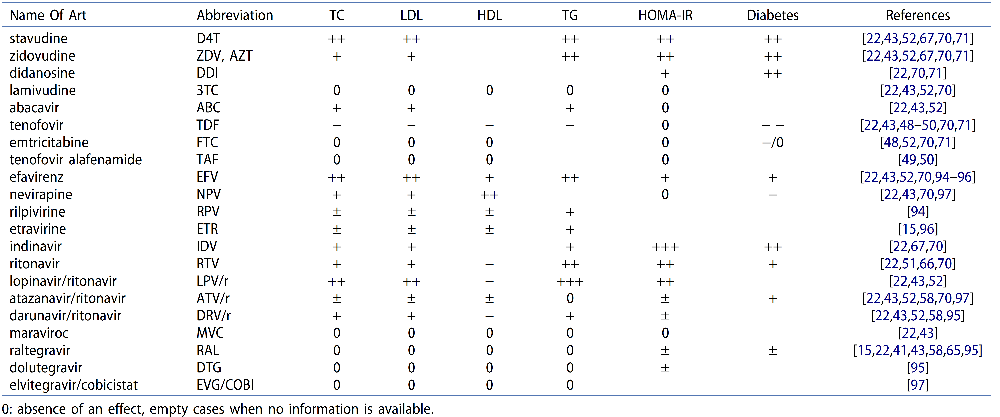 Name Of Art Abbreviation TC LDL HDL TG HOMA-IR Diabetes References
stavudine D4T ++ ++ ++ ++ ++ [22,43,52,67,70,71]
zidovudine ZDV, AZT + + ++ ++ ++ [22,43,52,67,70,71]
didanosine DDI + ++ [22,70,71]
lamivudine 3TC 0 0 0 0 0 [22,43,52,70]
abacavir ABC + + + 0 [22,43,52]
tenofovir TDF − − − − 0 − − [22,43,48–50,70,71]
emtricitabine FTC 0 0 0 0 −/0 [48,52,70,71]
tenofovir alafenamide TAF 0 0 0 0 [49,50]
efavirenz EFV ++ ++ + ++ + + [22,43,52,70,94–96]
nevirapine NPV + + ++ 0 − [22,43,70,97]
rilpivirine RPV ± ± ± + [94]
etravirine ETR ± ± ± + [15,96]
indinavir IDV + + + +++ ++ [22,67,70]
ritonavir RTV + + − ++ ++ + [22,51,66,70]
lopinavir/ritonavir LPV/r ++ ++ − +++ ++ [22,43,52]
atazanavir/ritonavir ATV/r ± ± ± 0 ± + [22,43,52,58,70,97]
darunavir/ritonavir DRV/r + + − + ± [22,43,52,58,95]
maraviroc MVC 0 0 0 0 0 [22,43]
raltegravir RAL 0 0 0 0 ± ± [15,22,41,43,58,65,95]
dolutegravir DTG 0 0 0 0 ± [95]
elvitegravir/cobicistat EVG/COBI 0 0 0 0 [97]
0: absence of an effect, empty cases when no information is available.